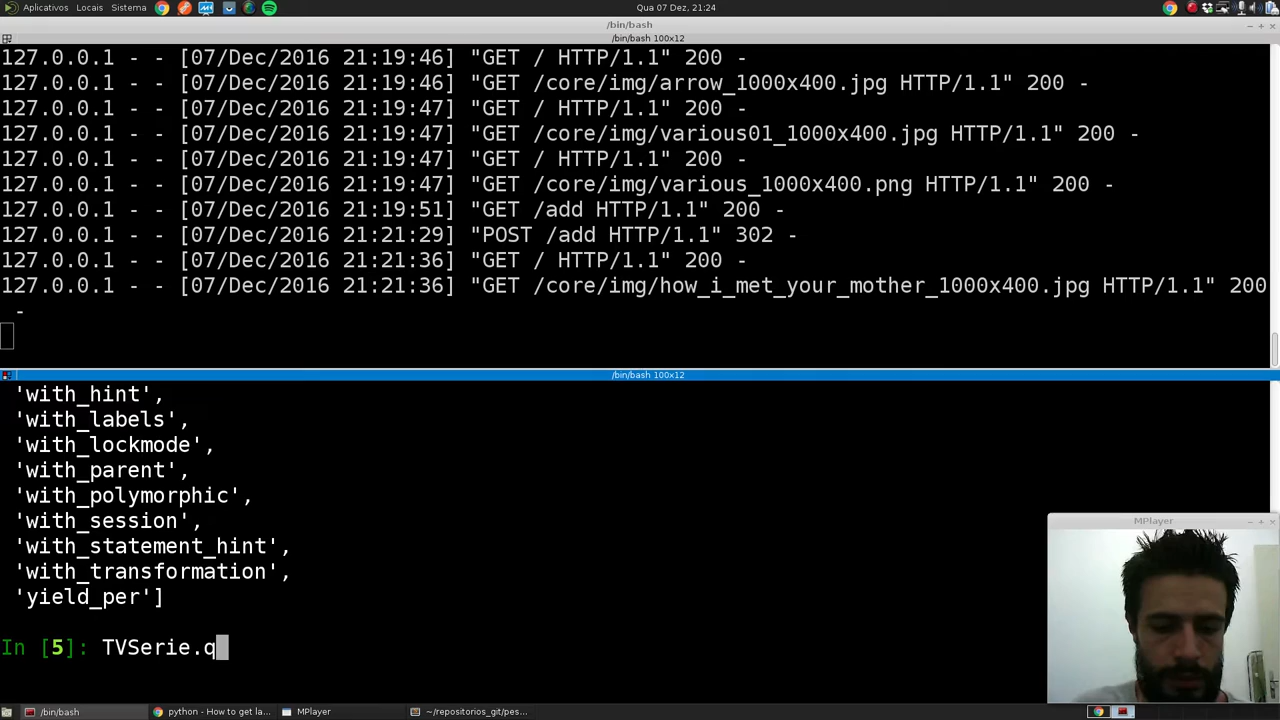 Aplicativos Locais Sistema Qua 07 Dez, 21:24
/bin/bash
/bin/bash 100x12
127.0.0.1 - - [07/Dec/2016 21:19:46] "GET / HTTP/1.1" 200 -
127.0.0.1 - - [07/Dec/2016 21:19:46] "GET /core/img/arrow_1000x400.jpg HTTP/1.1" 200 -
127.0.0.1 - - [07/Dec/2016 21:19:47] "GET / HTTP/1.1" 200 -
127.0.0.1 - - [07/Dec/2016 21:19:47] "GET /core/img/various01_1000x400.jpg HTTP/1.1" 200 -
127.0.0.1 - - [07/Dec/2016 21:19:47] "GET / HTTP/1.1" 200 -
127.0.0.1 - - [07/Dec/2016 21:19:47] "GET /core/img/various_1000x400.png HTTP/1.1" 200 -
127.0.0.1 - - [07/Dec/2016 21:19:51] "GET /add HTTP/1.1" 200 -
127.0.0.1 - - [07/Dec/2016 21:21:29] "POST /add HTTP/1.1" 302 -
127.0.0.1 - - [07/Dec/2016 21:21:36] "GET / HTTP/1.1" 200 -
127.0.0.1 - - [07/Dec/2016 21:21:36] "GET /core/img/how_i_met_your_mother_1000x400.jpg HTTP/1.1" 200
-
/bin/bash 100x12
'with_hint',
'with_labels',
'with_lockmode',
'with_parent',
'with_polymorphic',
'with_session',
'with_statement_hint',
'with_transformation',
'yield_per']
In [5]: TVSerie.q
MPlayer
/bin/bash python - How to get la... MPlayer ~/repositorios_git/pes...